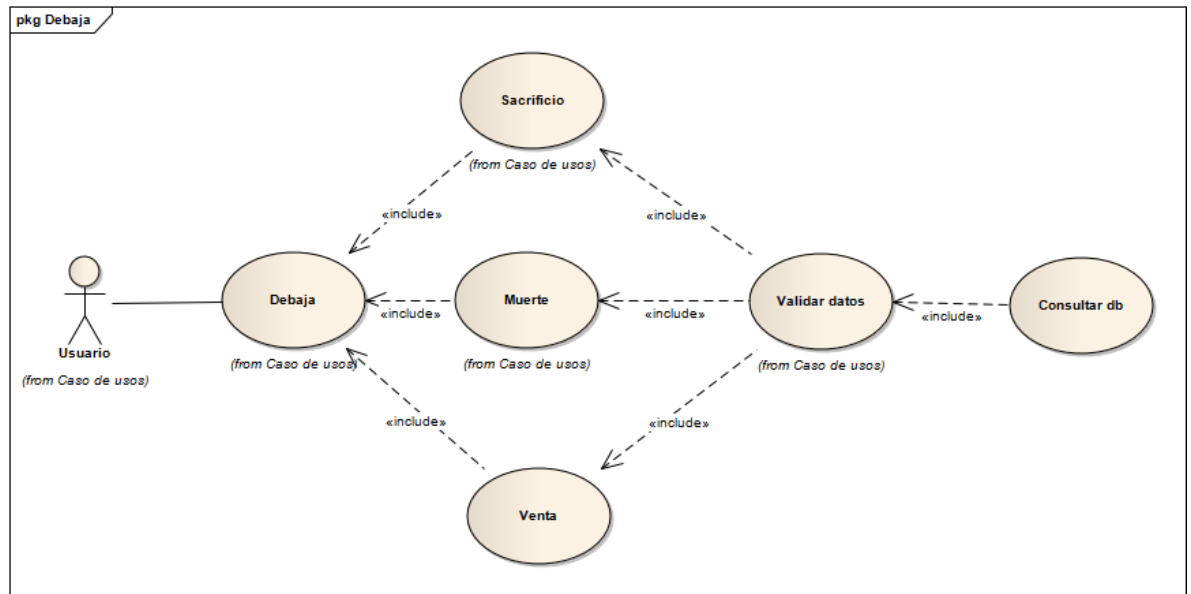 pkg Debaja
Sacrificio
(from Caso de usos)
«include»
«include»
Usuario
(from Caso de usos)
Debaja
(from Caso de usos)
«include»
Muerte
(from Caso de usos)
«include»
Validar datos
(from Caso de usos)
«include»
Consultar db
«include»
«include»
Venta